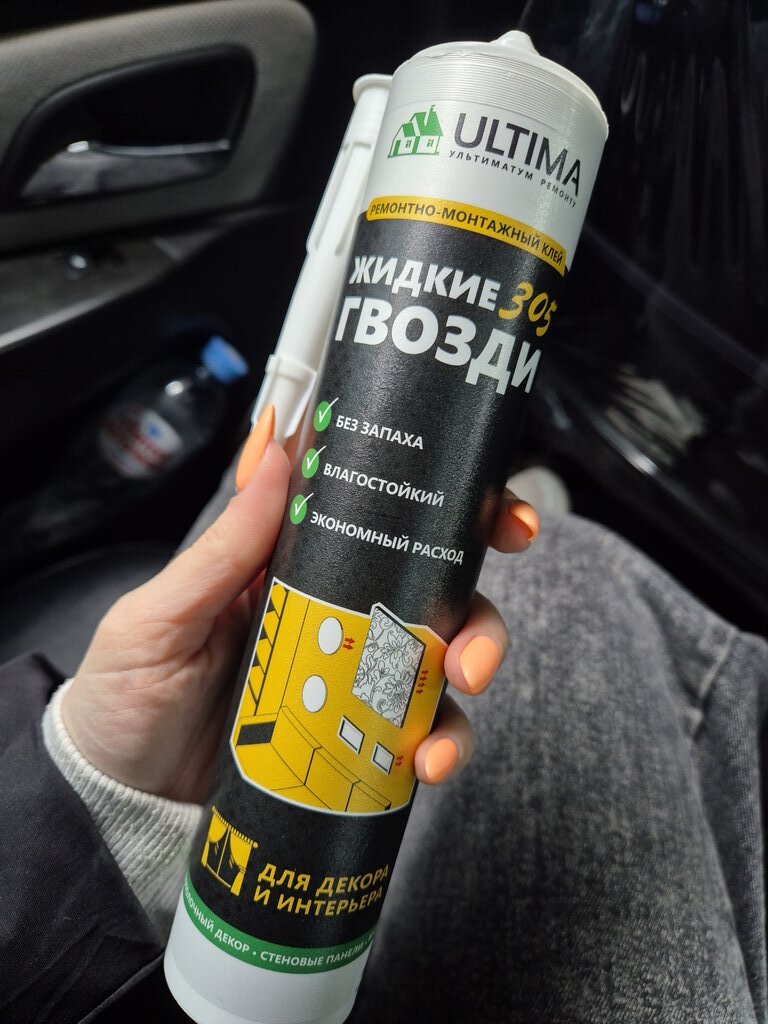 ULTIMA
УЛЬТИМАТУМ РЕМОНТУ
РЕМОНТНО-МОНТАЖНЫЙ КЛЕЙ
ЖИДКИЕ 305
ГВОЗДИ
БЕЗ ЗАПАХА
ВЛАГОСТОЙКИЙ
ЭКОНОМНЫЙ РАСХОД
ДЛЯ ДЕКОРА
И ИНТЕРЬЕРА
ДЕКОР • СТЕНОВЫЕ ПАНЕЛИ •